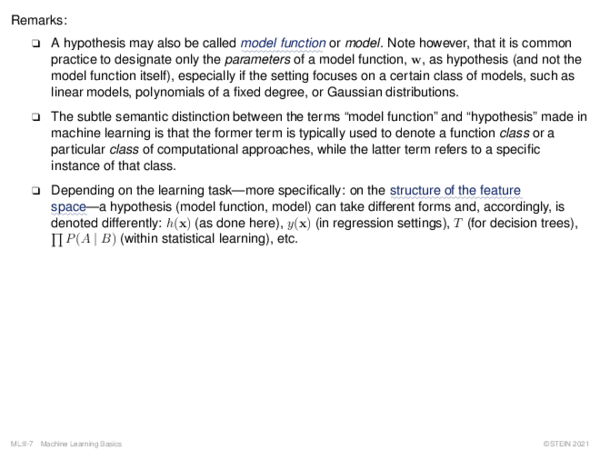 Remarks:
❑ A hypothesis may also be called model function or model. Note however, that it is common
practice to designate only the parameters of a model function, w, as hypothesis (and not the
model function itself), especially if the setting focuses on a certain class of models, such as
linear models, polynomials of a fixed degree, or Gaussian distributions.
❑ The subtle semantic distinction between the terms “model function” and “hypothesis” made in
machine learning is that the former term is typically used to denote a function class or a
particular class of computational approaches, while the latter term refers to a specific
instance of that class.
❑ Depending on the learning task—more specifically: on the structure of the feature
space—a hypothesis (model function, model) can take different forms and, accordingly, is
denoted differently: h(x) (as done here), y(x) (in regression settings), T (for decision trees),
∏ P(A | B) (within statistical learning), etc.
ML:II-7 Machine Learning Basics ©STEIN 2021